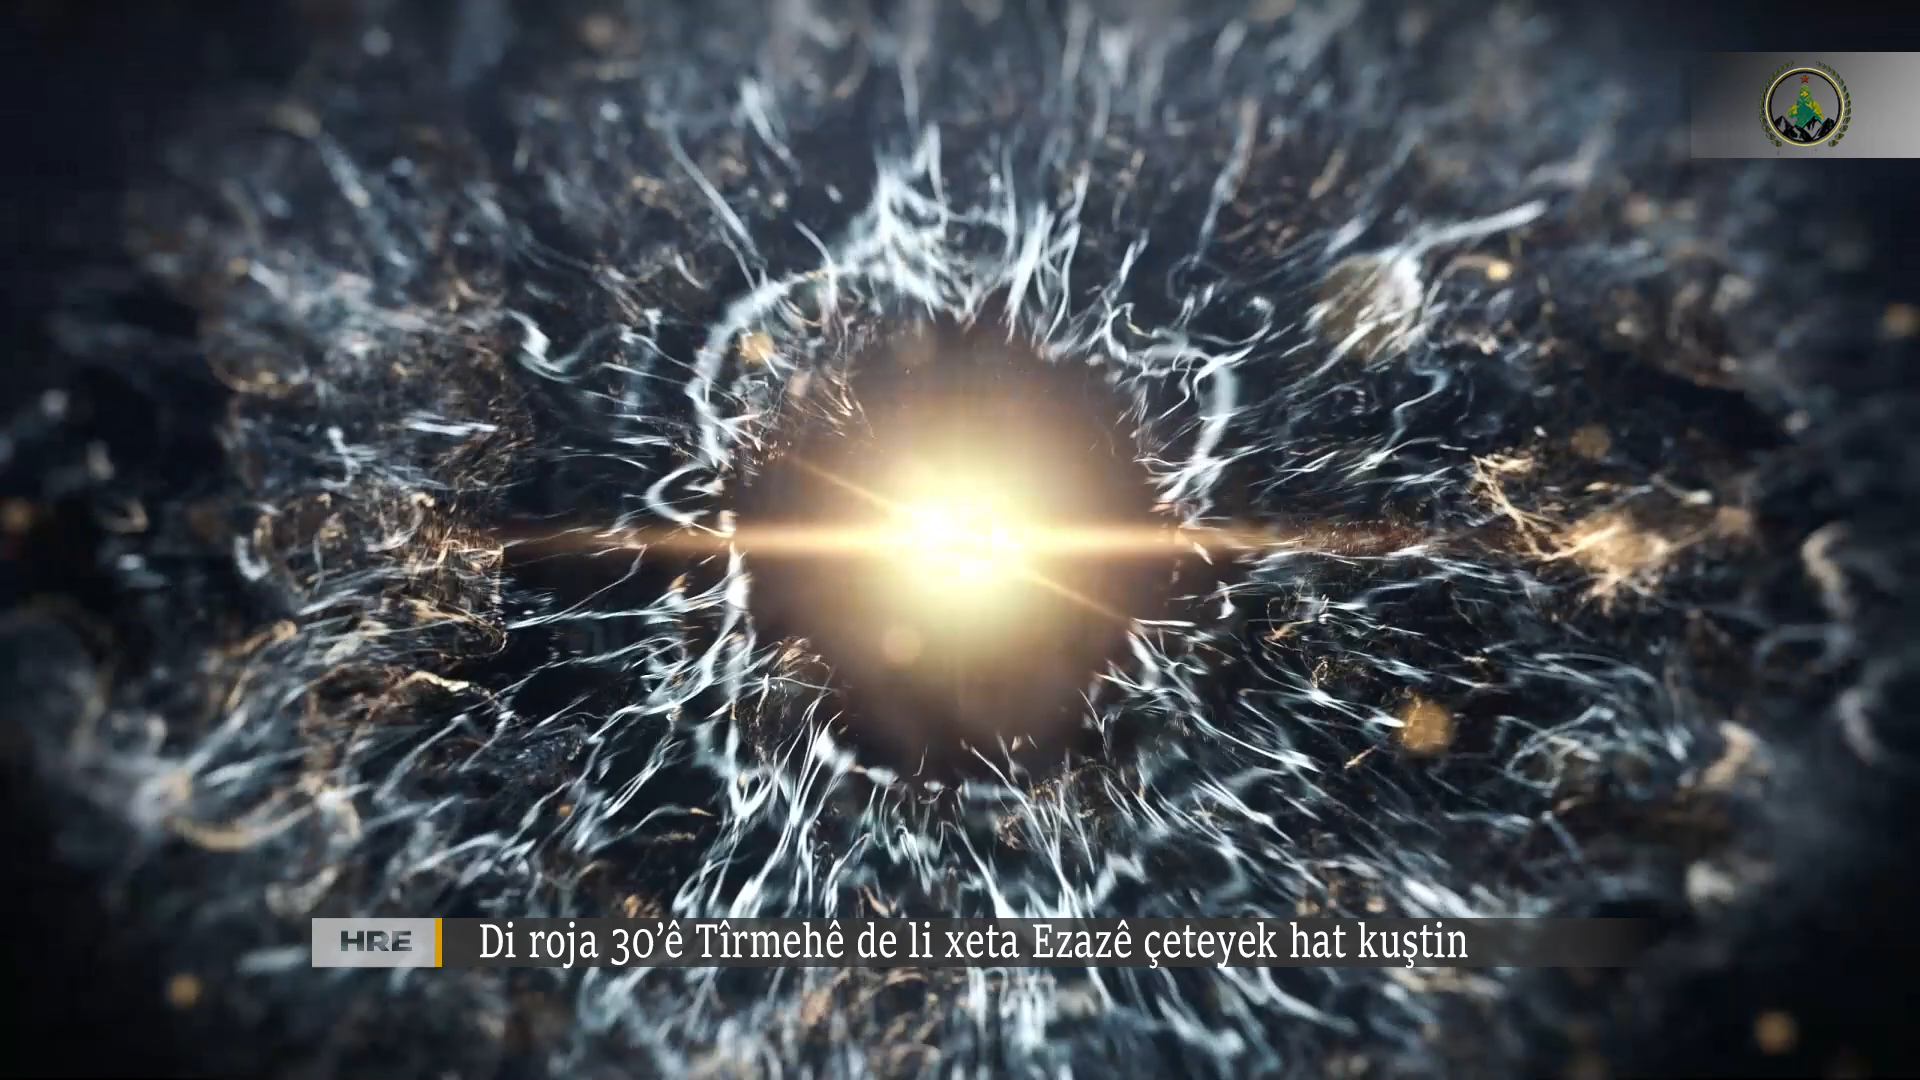 HRE
Di roja 30’ê Tîrmehê de li xeta Ezazê çeteyek hat kuştin